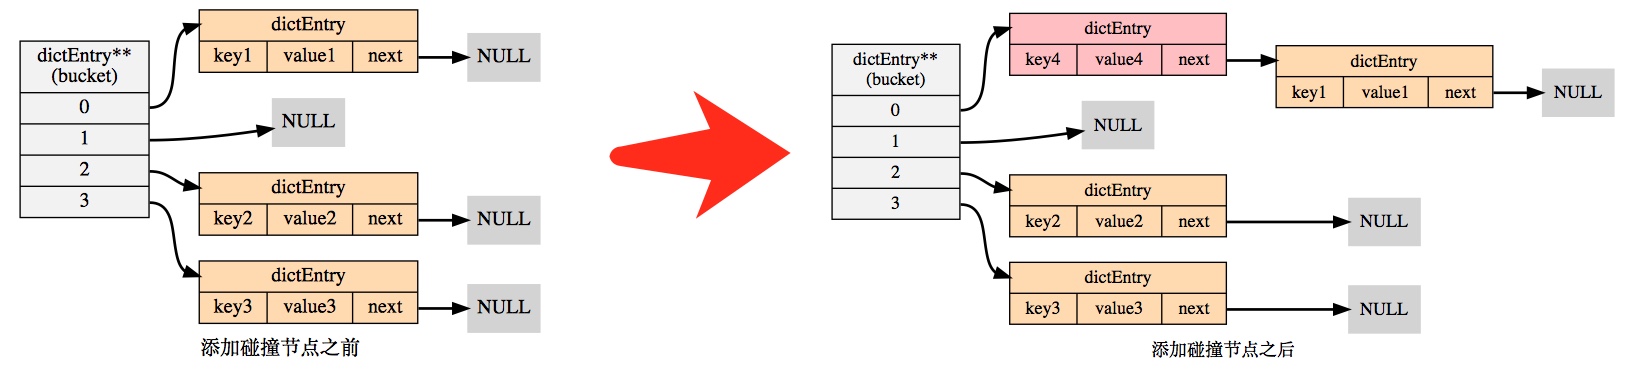 dictEntry**
(bucket)
0
1
2
3
dictEntry
key1 value1 next
NULL
NULL
dictEntry
key2 value2 next
NULL
dictEntry
key3 value3 next
NULL
添加碰撞节点之前
dictEntry**
(bucket)
0
1
2
3
dictEntry
key4 value4 next
dictEntry
key1 value1 next
NULL
NULL
dictEntry
key2 value2 next
NULL
dictEntry
key3 value3 next
NULL
添加碰撞节点之后